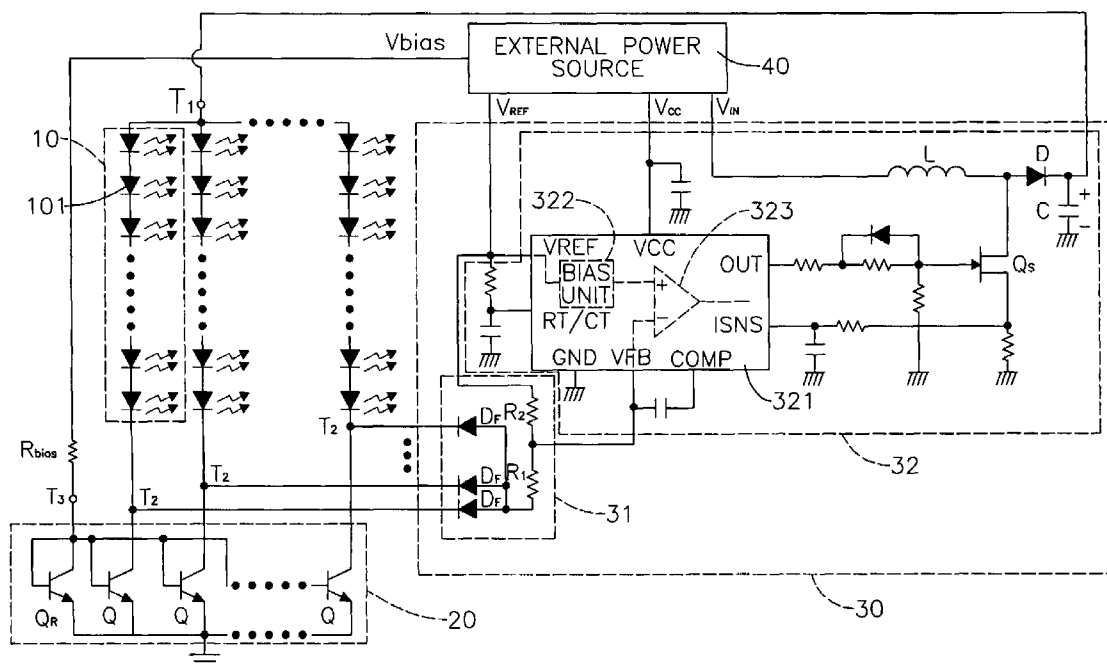 Vbias
EXTERNAL POWER
SOURCE
40
T1
VREF
VCC
VIN
10
101
L
D
C
+
−
322
323
VREF
VCC
OUT
BIAS
UNIT
+
−
RT/CT
ISNS
GND
VFB
COMP
321
QS
T2
DF
R2
32
Rbias
T2
DF
R1
T3
T2
DF
31
QR
Q
Q
Q
20
30